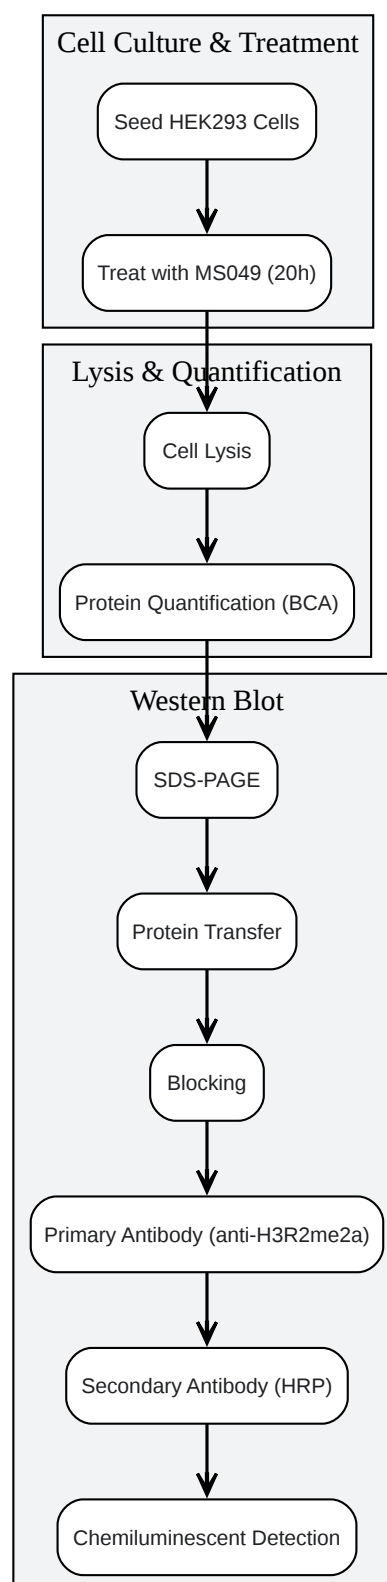 Cell Culture & Treatment
Seed HEK293 Cells
Treat with MS049 (20h)
Lysis & Quantification
Cell Lysis
Protein Quantification (BCA)
Western Blot
SDS-PAGE
Protein Transfer
Blocking
Primary Antibody (anti-H3R2me2a)
Secondary Antibody (HRP)
Chemiluminescent Detection